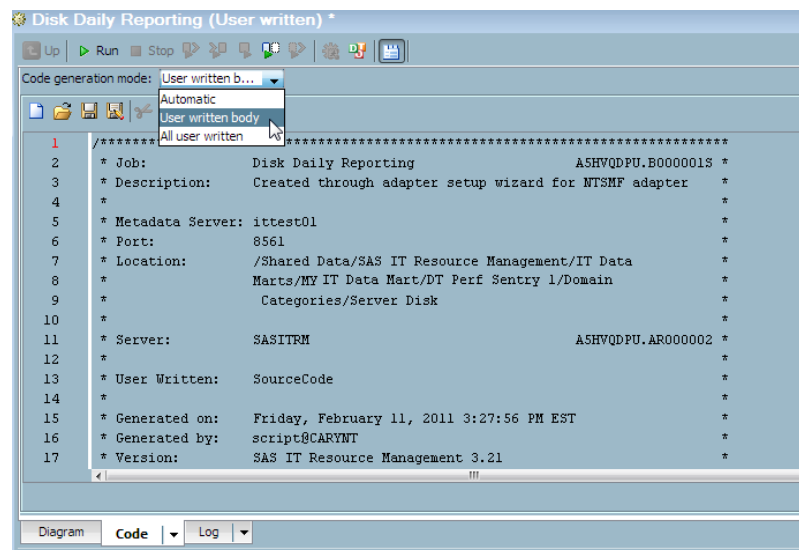 Disk Daily Reporting (User written) *
Up Run Stop
Code generation mode: User written b...
Automatic
User written body
All user written
1 /************************************************************************
2 * Job: Disk Daily Reporting A5HVQDPU.B000001S *
3 * Description: Created through adapter setup wizard for NTSMF adapter *
4 * *
5 * Metadata Server: ittest01 *
6 * Port: 8561 *
7 * Location: /Shared Data/SAS IT Resource Management/IT Data *
8 * Marts/MY IT Data Mart/DT Perf Sentry 1/Domain *
9 * Categories/Server Disk *
10 * *
11 * Server: SASITRM A5HVQDPU.AR000002 *
12 * *
13 * User Written: SourceCode *
14 * *
15 * Generated on: Friday, February 11, 2011 3:27:56 PM EST *
16 * Generated by: script@CARYNT *
17 * Version: SAS IT Resource Management 3.21 *
Diagram Code Log